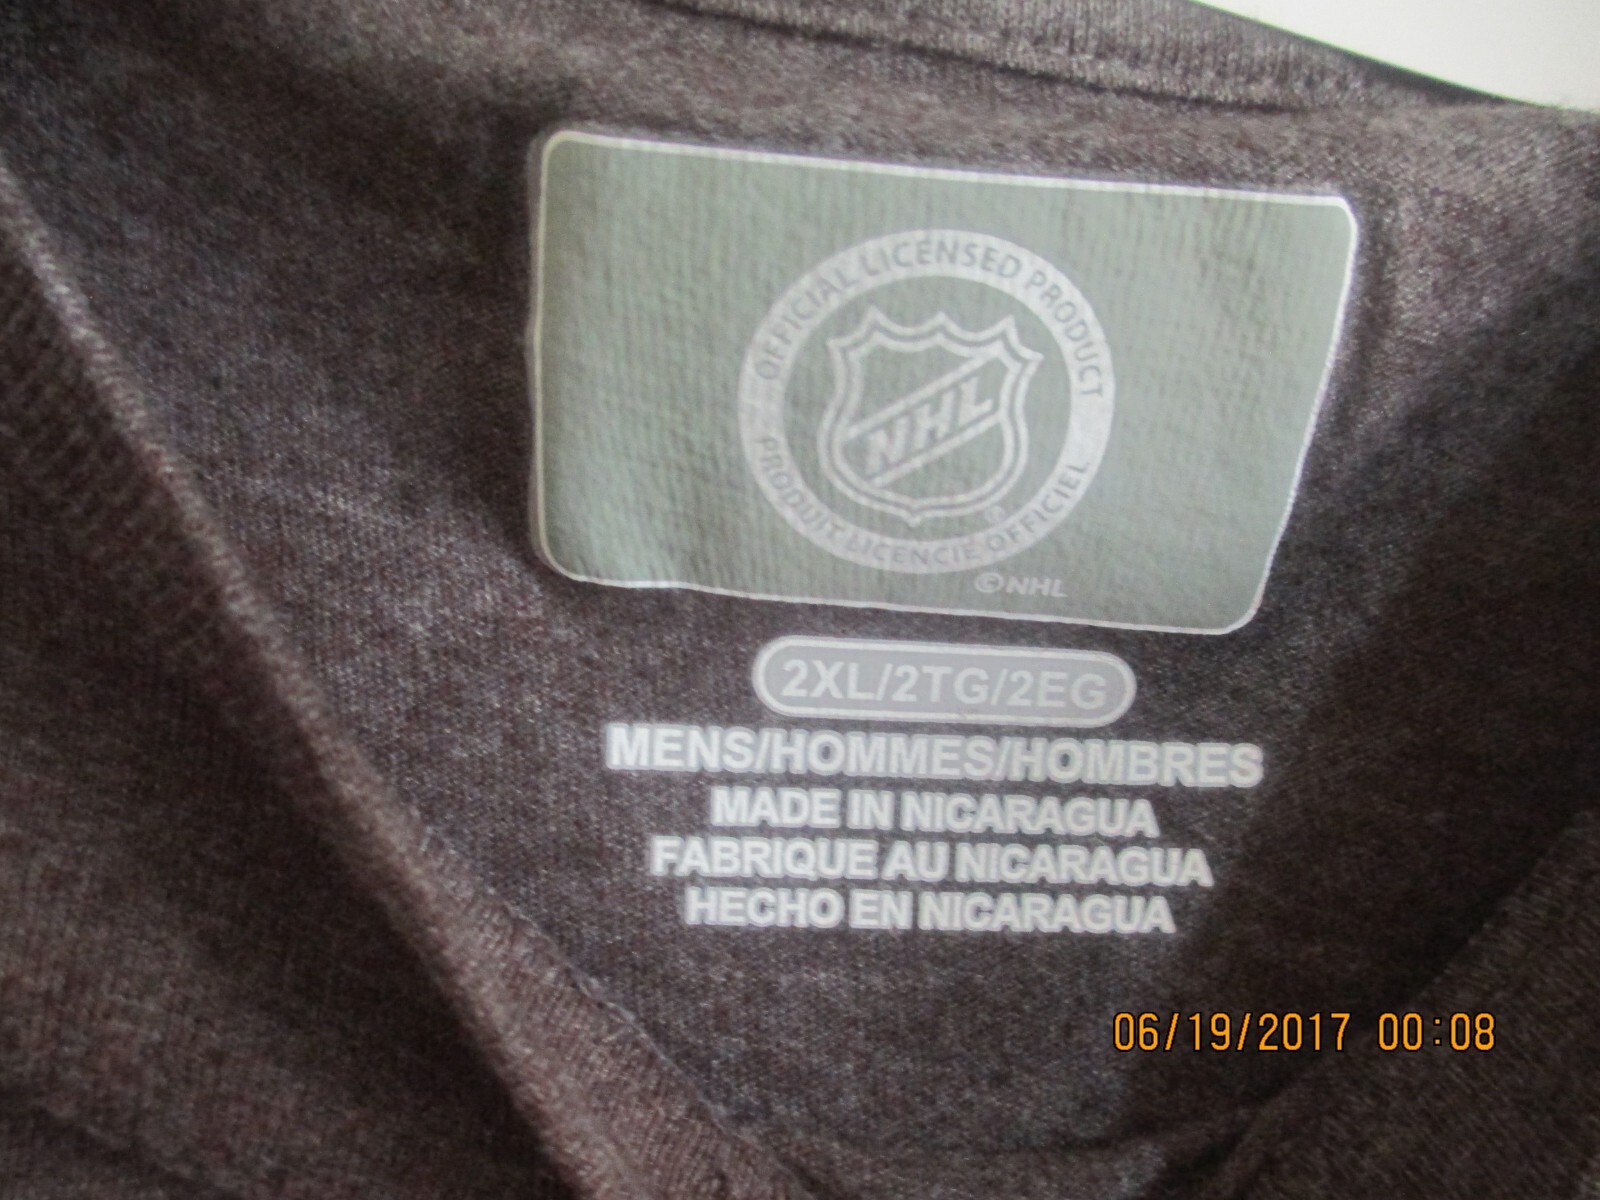 OFFICIAL LICENSED PRODUCT
NHL
PRODUIT LICENCIÉ OFFICIEL
©NHL
2XL/2TG/2EG
MENS/HOMMES/HOMBRES
MADE IN NICARAGUA
FABRIQUE AU NICARAGUA
HECHO EN NICARAGUA
06/19/2017 00:08